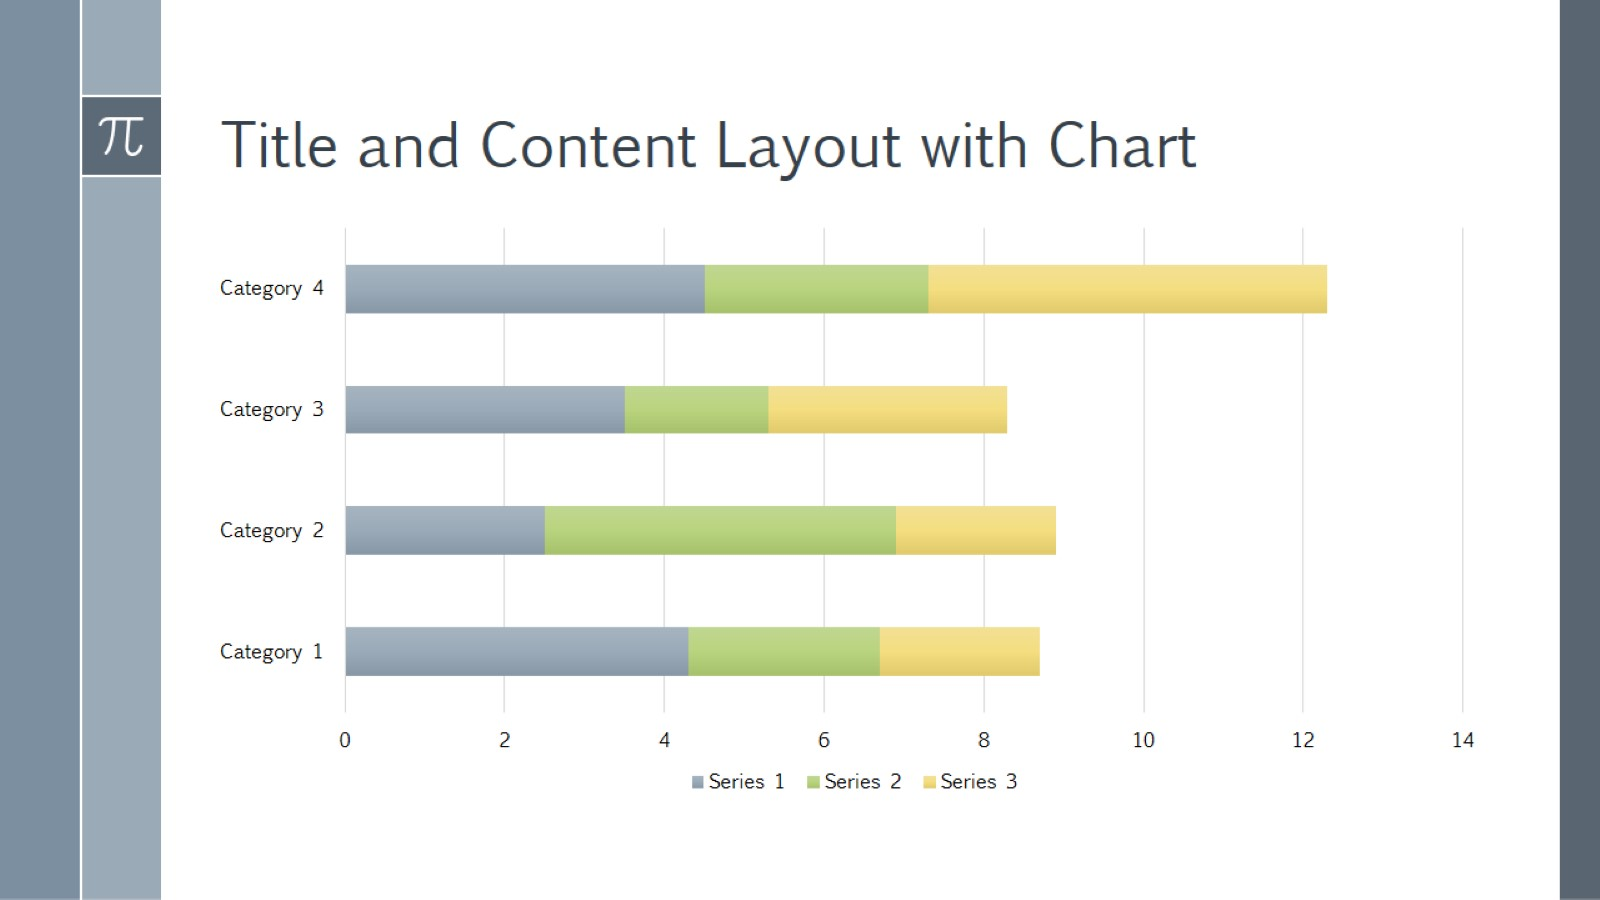 π
Title and Content Layout with Chart
Category 4
Category 3
Category 2
Category 1
0 2 4 6 8 10 12 14
Series 1 Series 2 Series 3